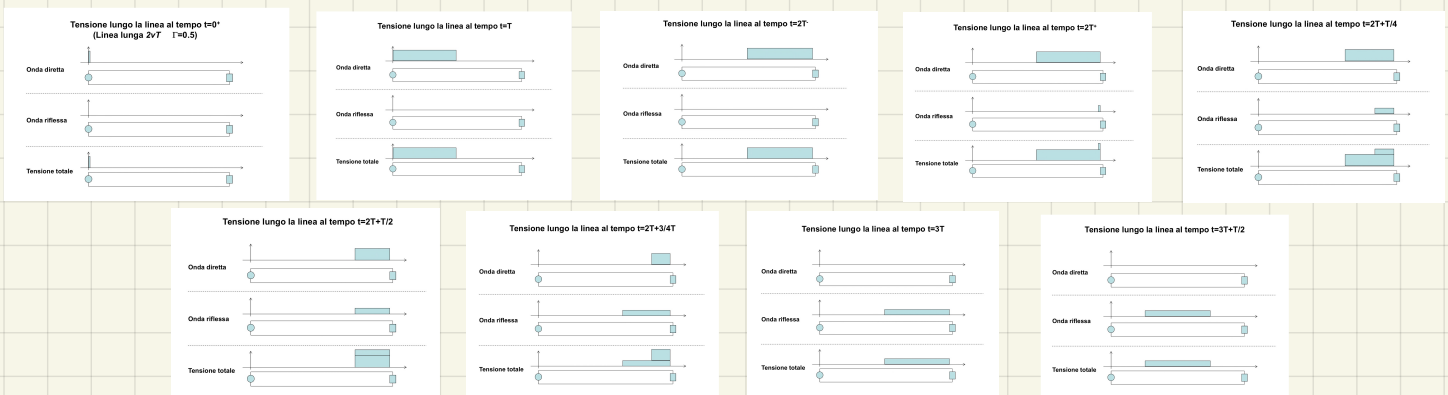 Tensione lungo la linea al tempo t=0+
(Linea lunga 2vT Γ=0.5)
Onda diretta
Onda riflessa
Tensione totale
Tensione lungo la linea al tempo t=T
Onda diretta
Onda riflessa
Tensione totale
Tensione lungo la linea al tempo t=2T-
Onda diretta
Onda riflessa
Tensione totale
Tensione lungo la linea al tempo t=2T+
Onda diretta
Onda riflessa
Tensione totale
Tensione lungo la linea al tempo t=2T+T/4
Onda diretta
Onda riflessa
Tensione totale
Tensione lungo la linea al tempo t=2T+T/2
Onda diretta
Onda riflessa
Tensione totale
Tensione lungo la linea al tempo t=2T+3/4T
Onda diretta
Onda riflessa
Tensione totale
Tensione lungo la linea al tempo t=3T
Onda diretta
Onda riflessa
Tensione totale
Tensione lungo la linea al tempo t=3T+T/2
Onda diretta
Onda riflessa
Tensione totale